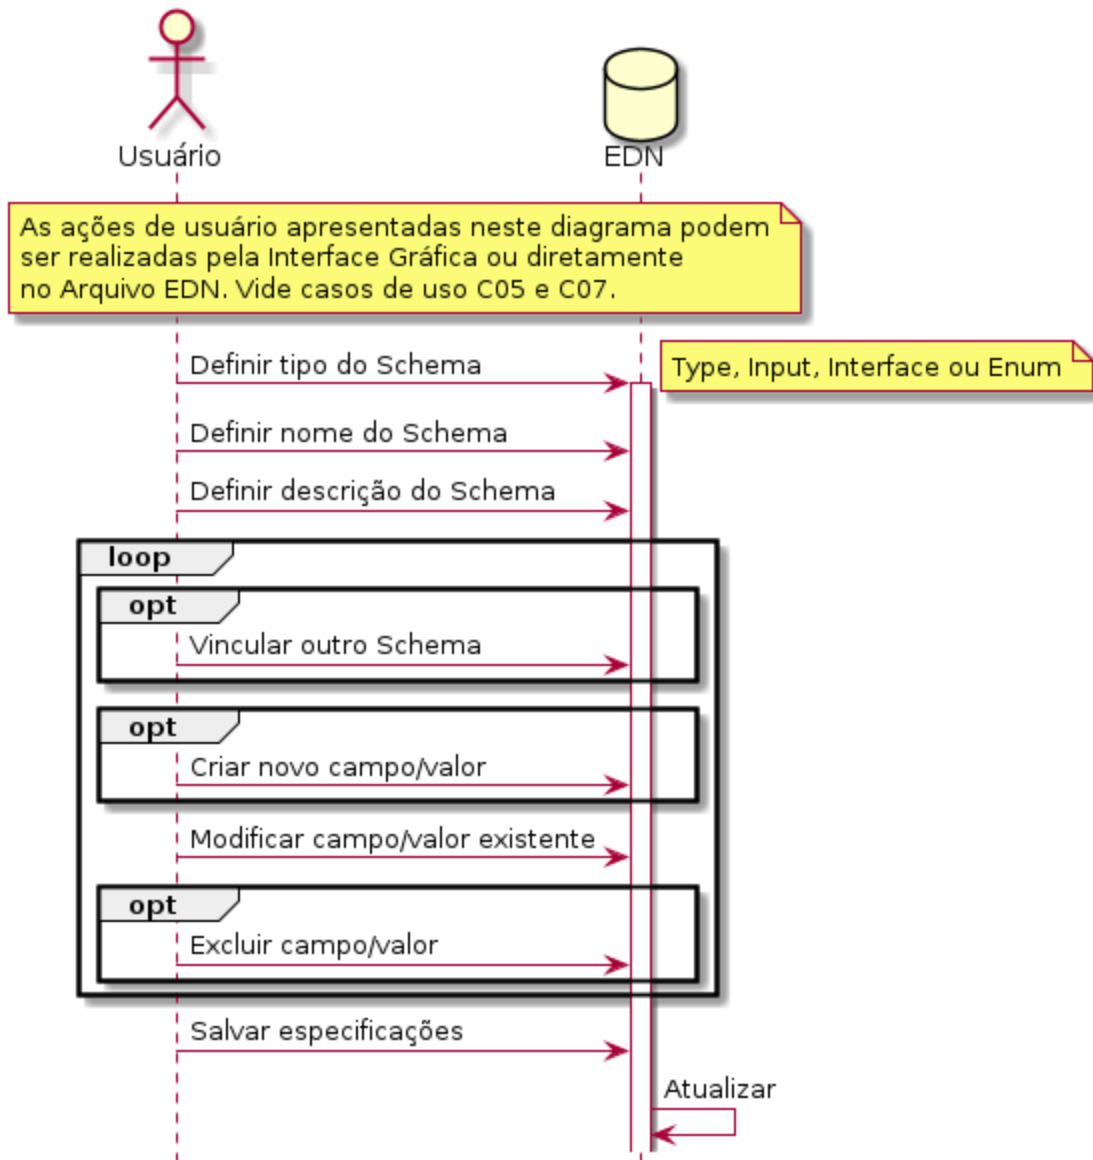 Usuário
EDN
As ações de usuário apresentadas neste diagrama podem
ser realizadas pela Interface Gráfica ou diretamente
no Arquivo EDN. Vide casos de uso C05 e C07.
Definir tipo do Schema
Type, Input, Interface ou Enum
Definir nome do Schema
Definir descrição do Schema
loop
opt
Vincular outro Schema
opt
Criar novo campo/valor
Modificar campo/valor existente
opt
Excluir campo/valor
Salvar especificações
Atualizar